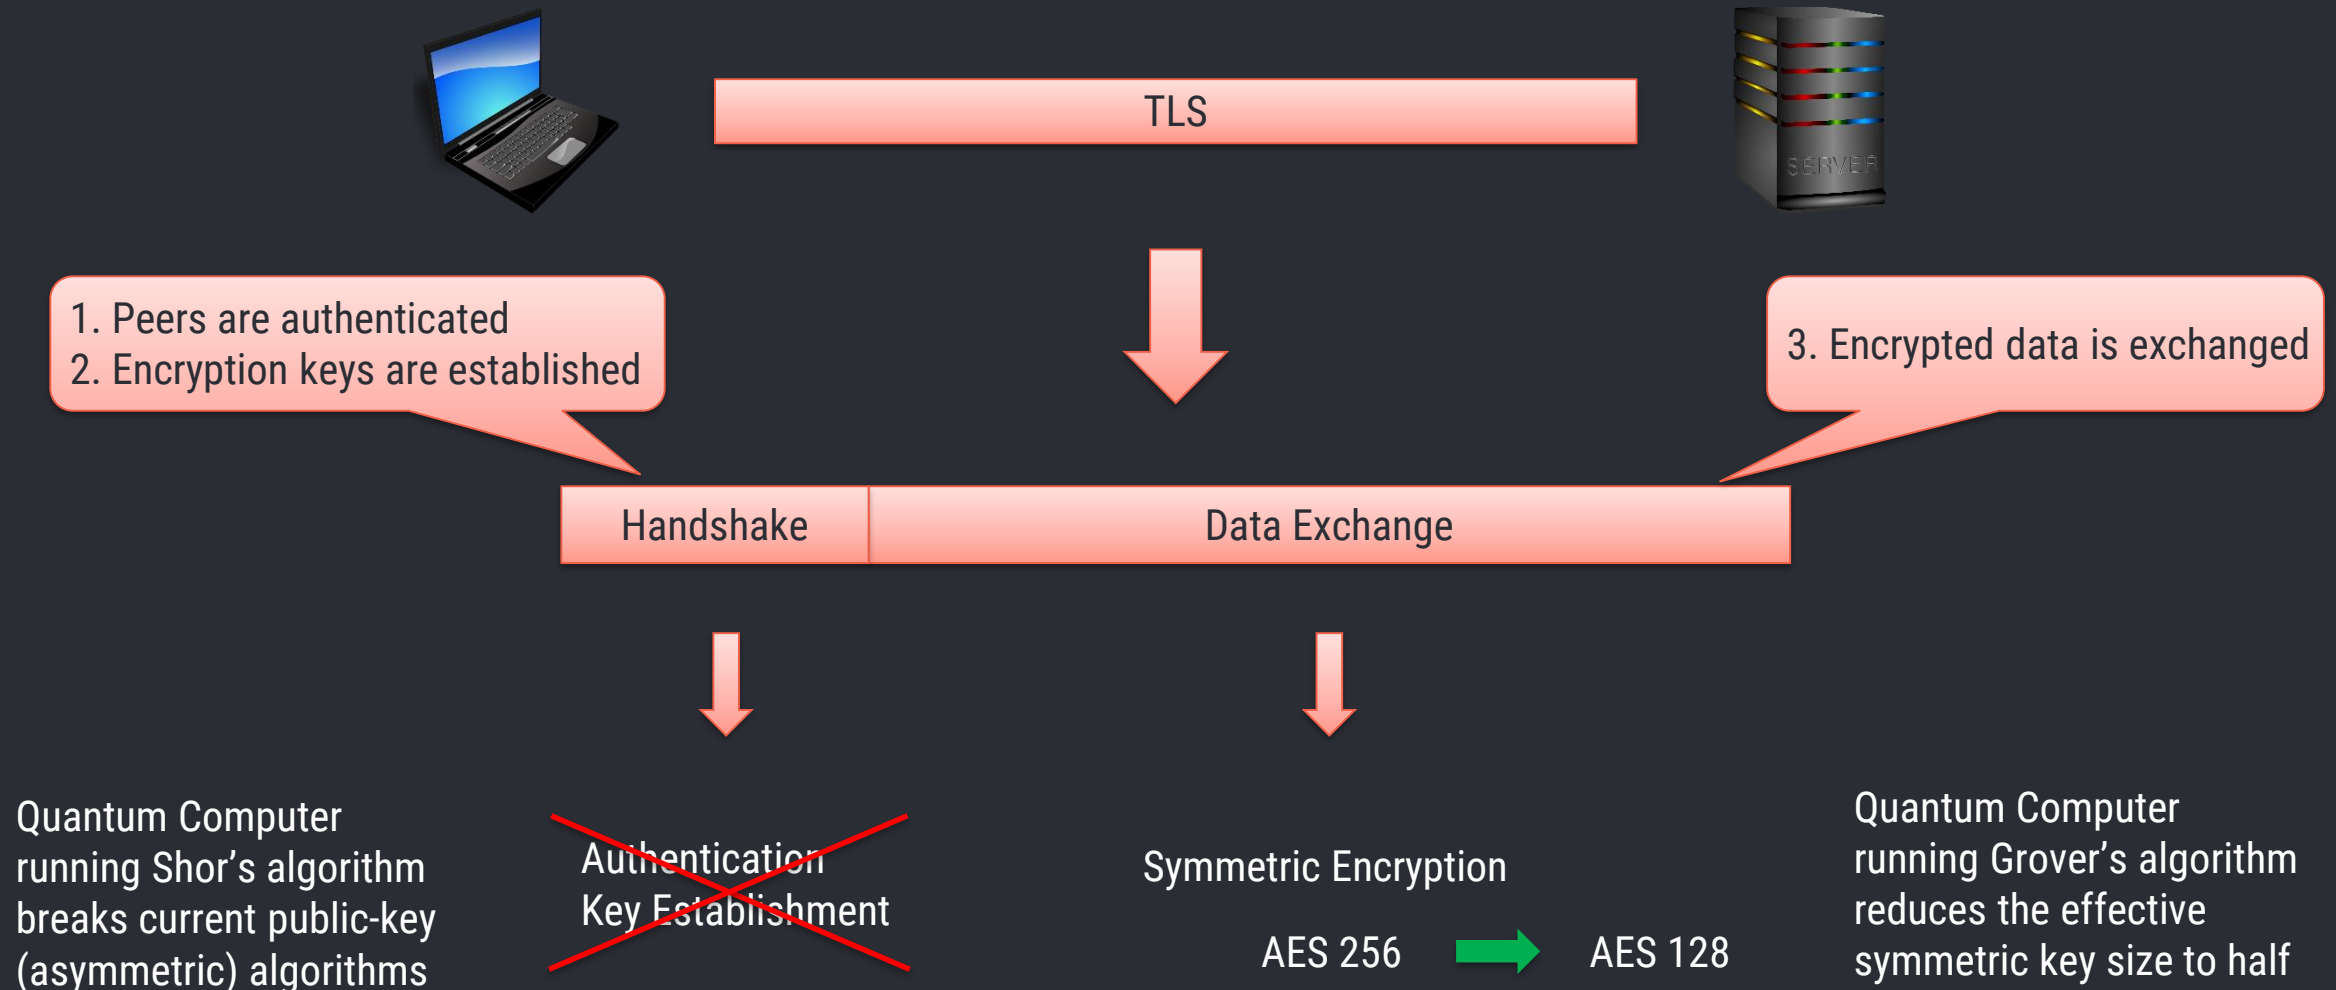 TLS
SERVER
1. Peers are authenticated
2. Encryption keys are established
3. Encrypted data is exchanged
Handshake
Data Exchange
Quantum Computer
running Shor’s algorithm
breaks current public-key
(asymmetric) algorithms
Authentication
Key Establishment
Symmetric Encryption
AES 256
AES 128
Quantum Computer
running Grover’s algorithm
reduces the effective
symmetric key size to half